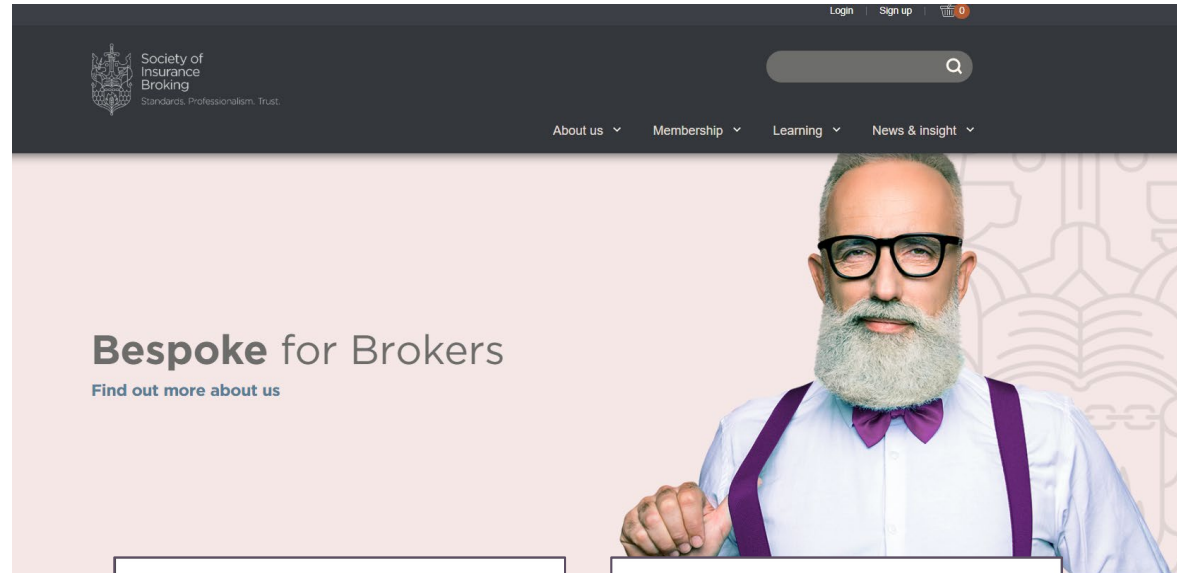 Login Sign up 0
Society of
Insurance
Broking
Standards. Professionalism. Trust.
About us Membership Learning News & insight
Bespoke for Brokers
Find out more about us